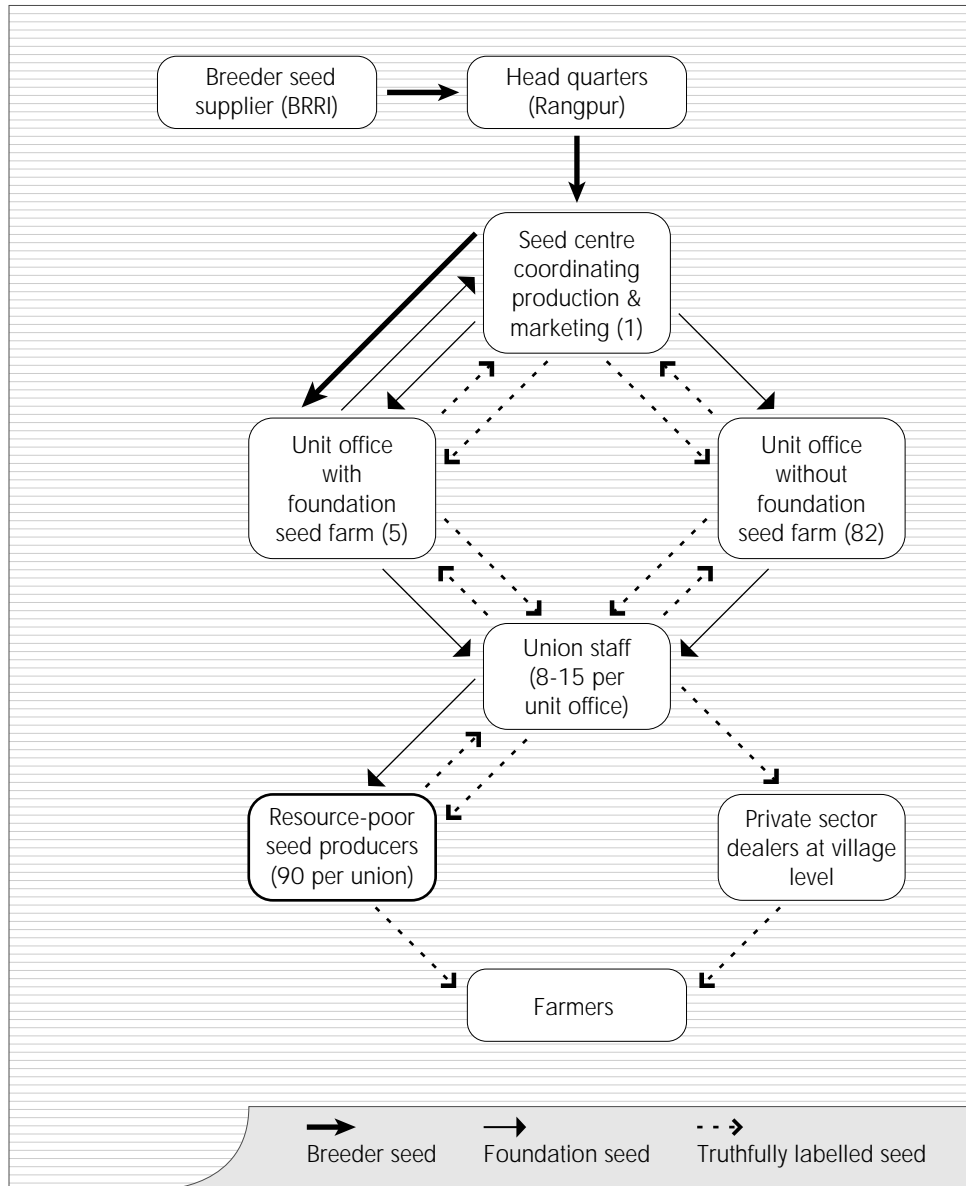 Breeder seed
supplier (BRRI)
Head quarters
(Rangpur)
Seed centre
coordinating
production &
marketing (1)
Unit office
with
foundation
seed farm (5)
Unit office
without
foundation
seed farm (82)
Union staff
(8-15 per
unit office)
Resource-poor
seed producers
(90 per union)
Private sector
dealers at village
level
Farmers
Breeder seed
Foundation seed
Truthfully labelled seed